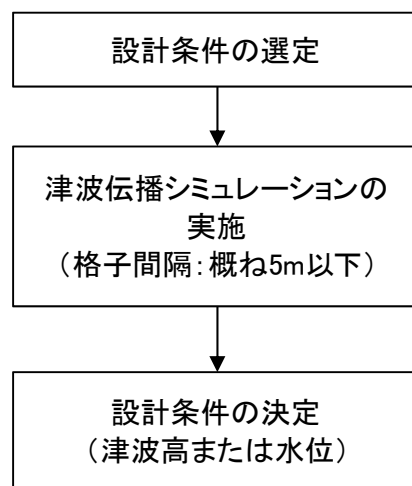 設計条件の選定
津波伝播シミュレーションの
実施
（格子間隔：概ね5m以下）
設計条件の決定
（津波高または水位）